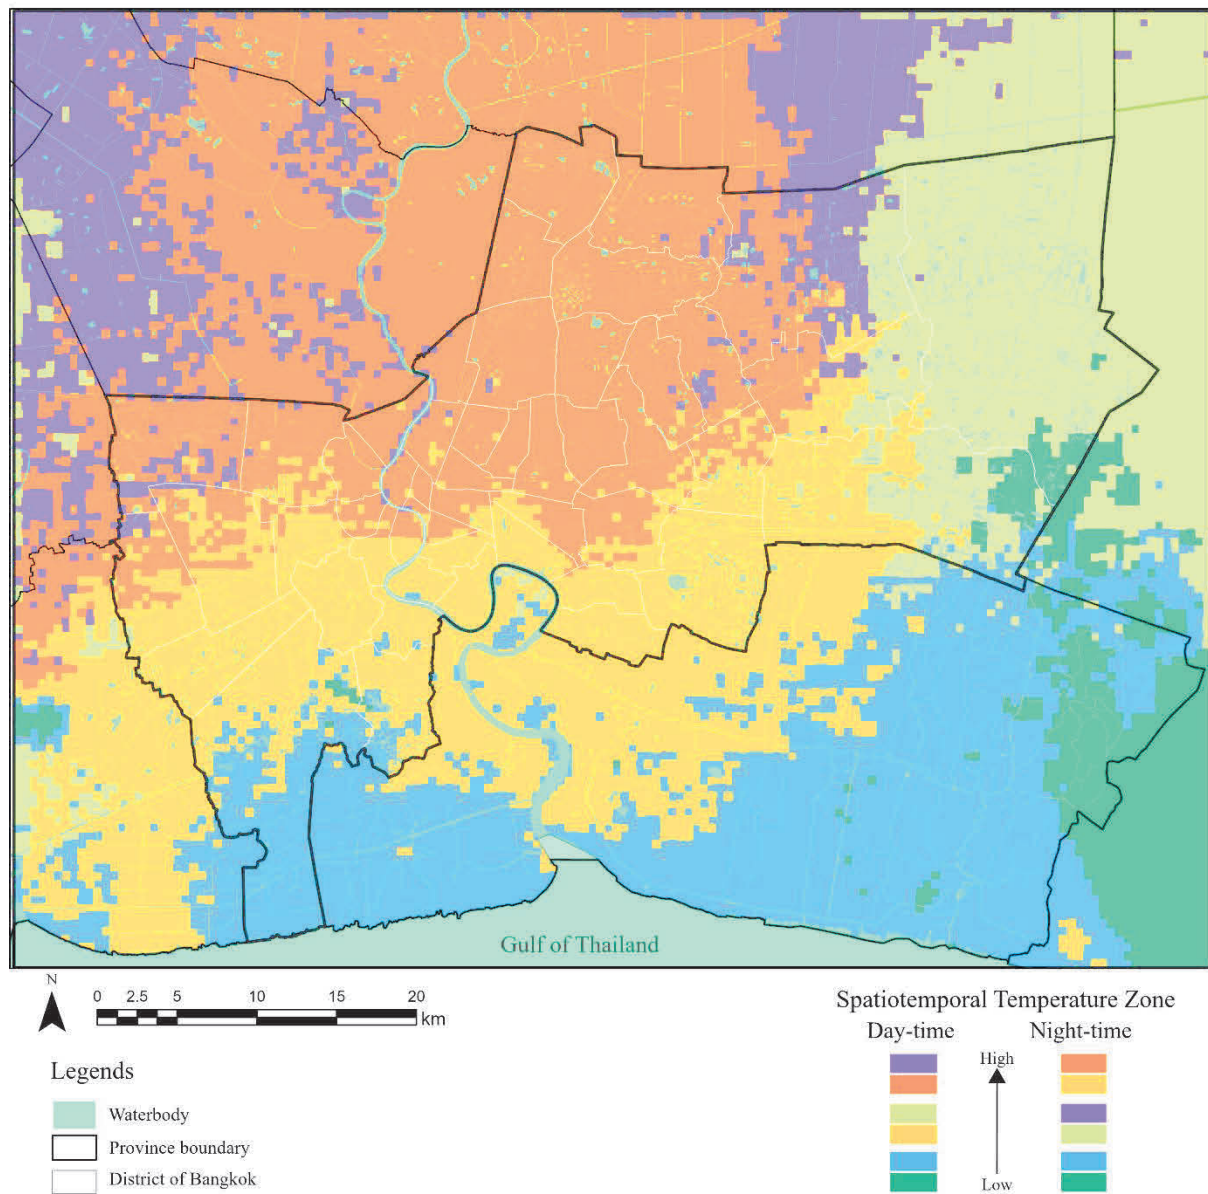 Gulf of Thailand
N
0 2.5 5 10 15 20
km
Spatiotemporal Temperature Zone
Day-time Night-time
High
Low
Legends
Waterbody
Province boundary
District of Bangkok